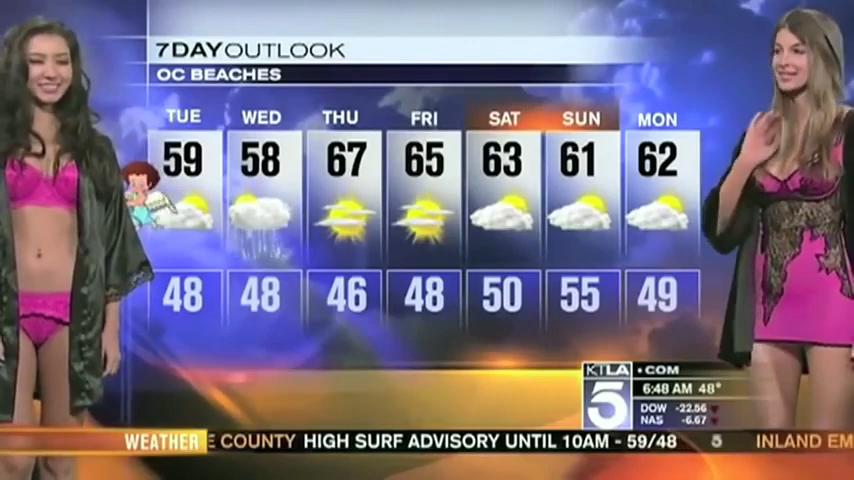 7DAYOUTLOOK
OC BEACHES
TUE WED THU FRI SAT SUN MON
59 58 67 65 63 61 62
48 48 46 48 50 55 49
KTLA 5 .COM
6:48 AM 48°
DOW -22.56
NAS -6.67
WEATHER E COUNTY HIGH SURF ADVISORY UNTIL 10AM - 59/48 5 INLAND EM